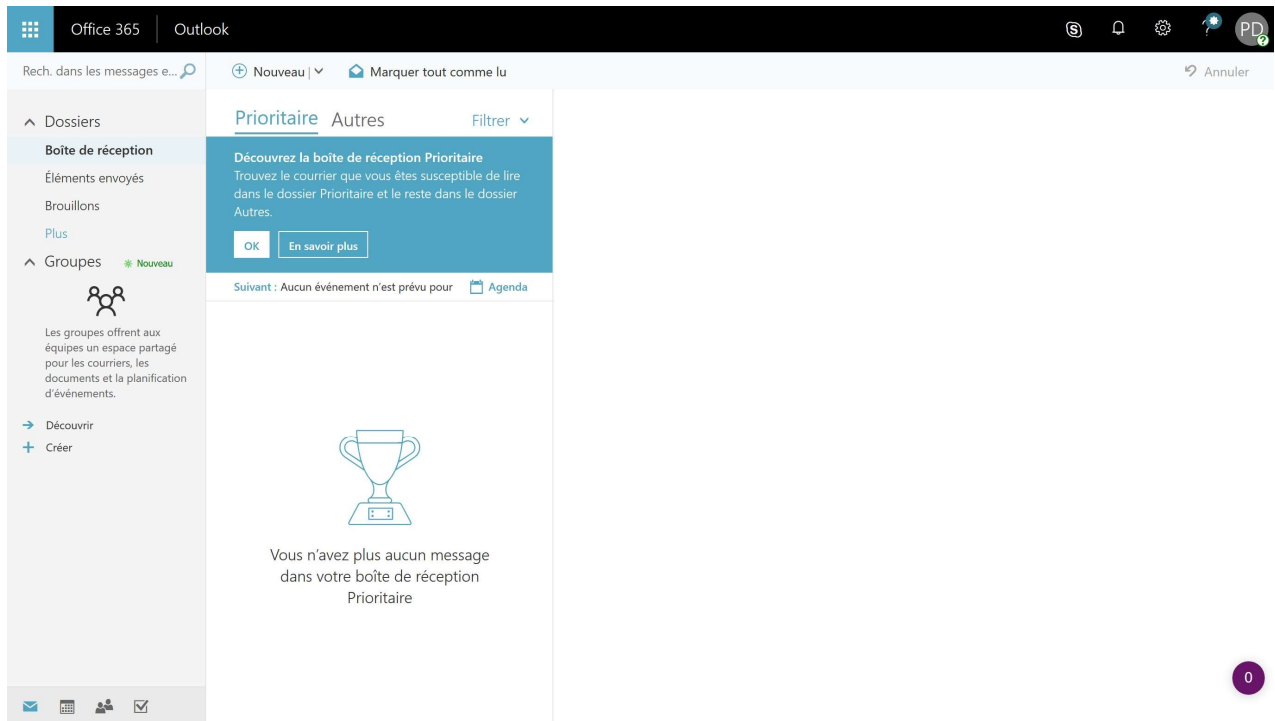 Office 365
Outlook
PD
Rech. dans les messages e...
Nouveau
Marquer tout comme lu
Annuler
Dossiers
Boîte de réception
Éléments envoyés
Brouillons
Plus
Groupes
Nouveau
Les groupes offrent aux
équipes un espace partagé
pour les courriers, les
documents et la planification
d'événements.
Découvrir
Créer
Prioritaire
Autres
Filtrer
Découvrez la boîte de réception Prioritaire
Trouvez le courrier que vous êtes susceptible de lire
dans le dossier Prioritaire et le reste dans le dossier
Autres.
OK
En savoir plus
Suivant : Aucun événement n'est prévu pour
Agenda
Vous n'avez plus aucun message
dans votre boîte de réception
Prioritaire
0